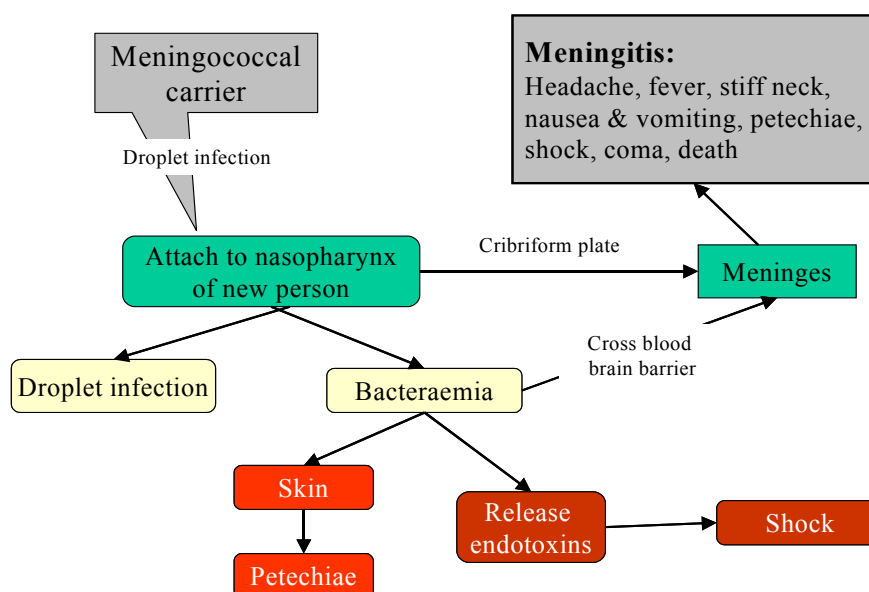 Meningococcal
carrier
Meningitis:
Headache, fever, stiff neck,
nausea & vomiting, petechiae,
shock, coma, death
Droplet infection
Attach to nasopharynx
of new person
Cribriform plate
Meninges
Cross blood
brain barrier
Droplet infection
Bacteraemia
Skin
Release
endotoxins
Shock
Petechiae